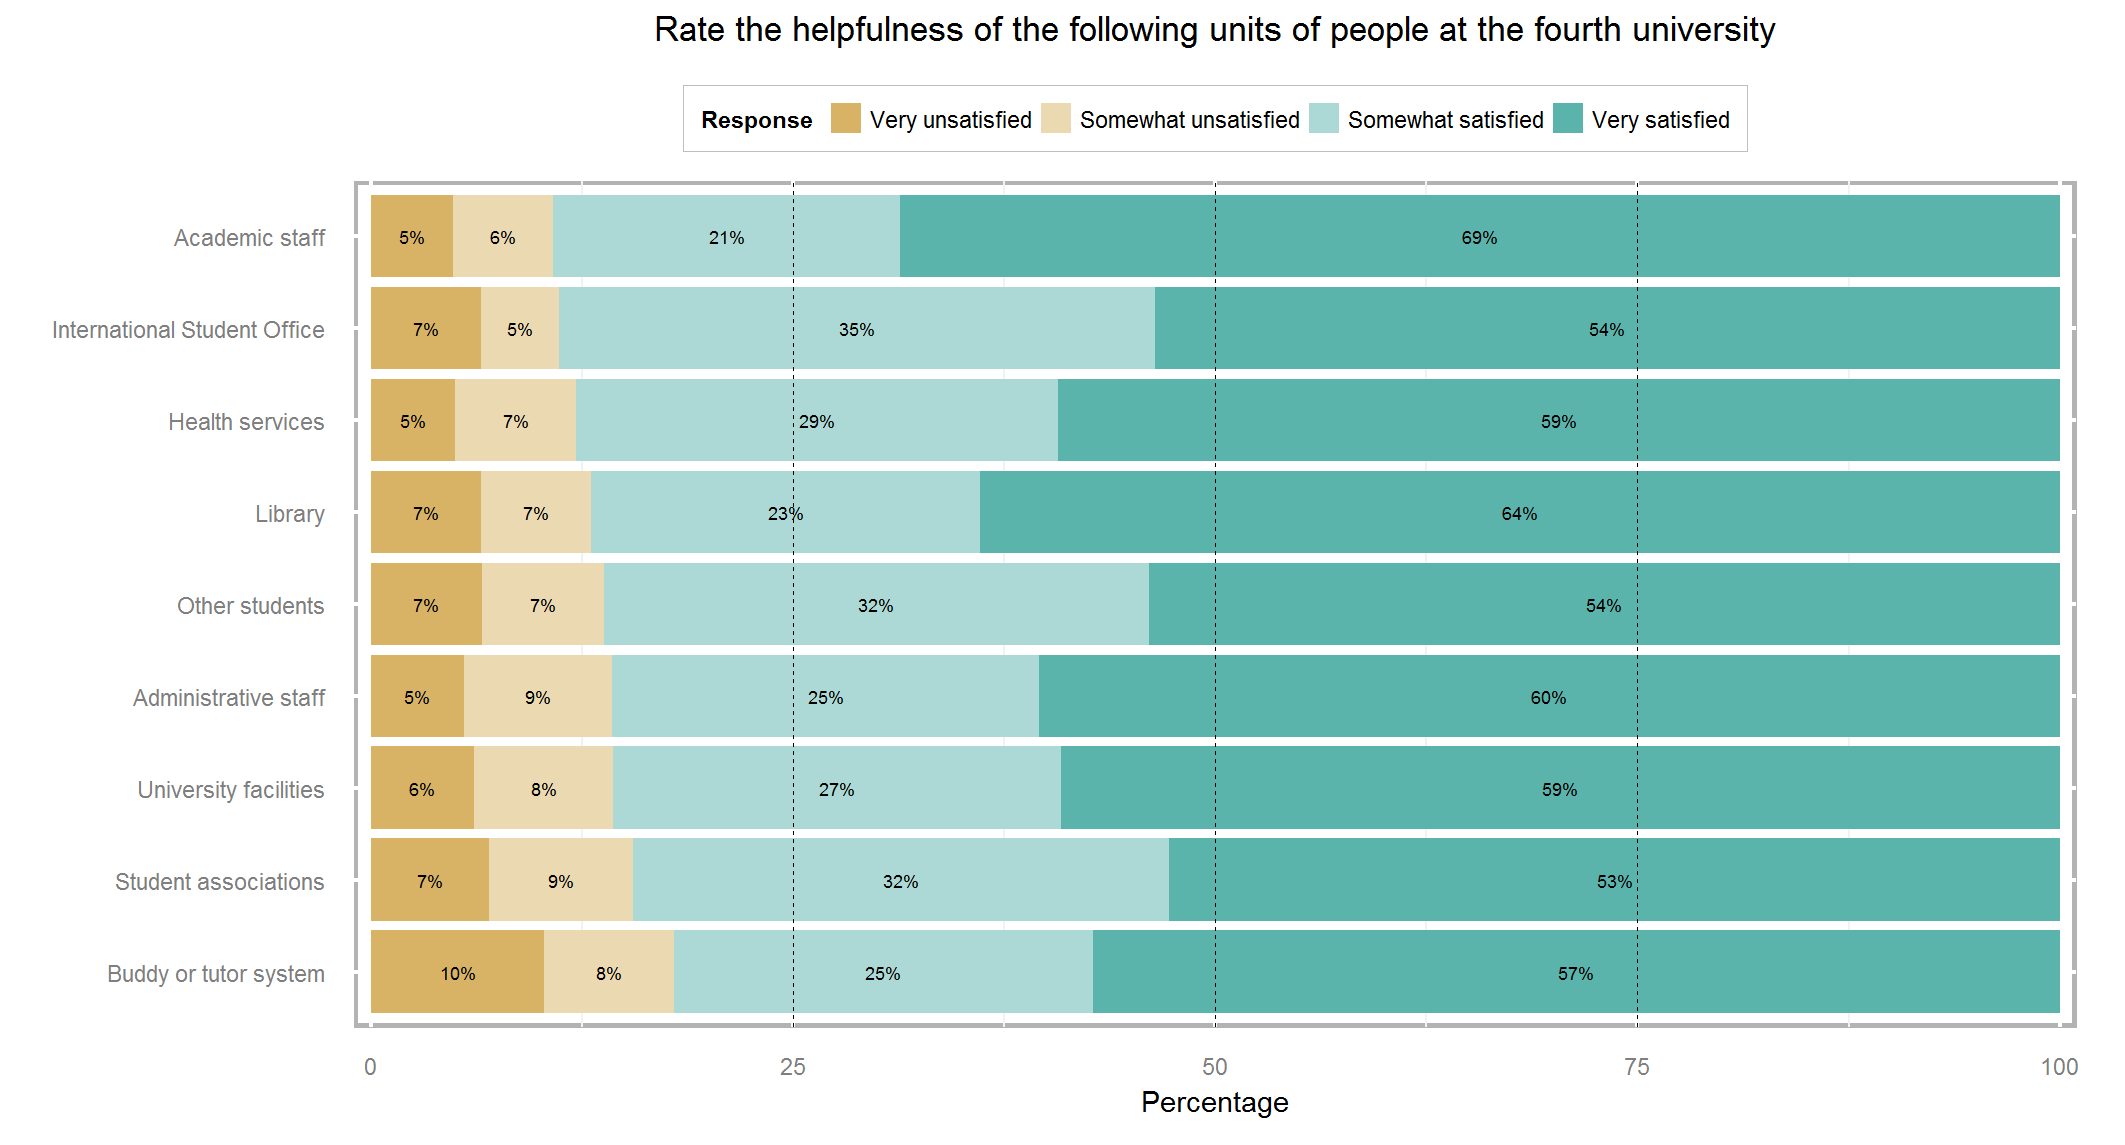 Rate the helpfulness of the following units of people at the fourth university
Response Very unsatisfied Somewhat unsatisfied Somewhat satisfied Very satisfied
Academic staff 5% 6% 21% 69%
International Student Office 7% 5% 35% 54%
Health services 5% 7% 29% 59%
Library 7% 7% 23% 64%
Other students 7% 7% 32% 54%
Administrative staff 5% 9% 25% 60%
University facilities 6% 8% 27% 59%
Student associations 7% 9% 32% 53%
Buddy or tutor system 10% 8% 25% 57%
0 25 50 75 100
Percentage